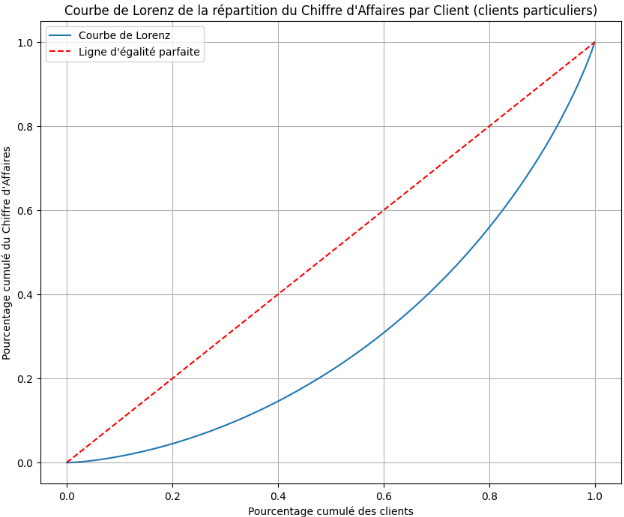 Courbe de Lorenz de la répartition du Chiffre d'Affaires par Client (clients particuliers)
Courbe de Lorenz
Ligne d'égalité parfaite
Pourcentage cumulé du Chiffre d'Affaires
1.0
0.8
0.6
0.4
0.2
0.0
0.0 0.2 0.4 0.6 0.8 1.0
Pourcentage cumulé des clients